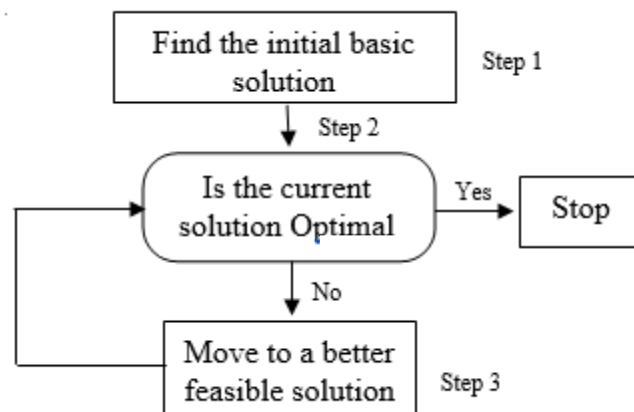 Find the initial basic
solution
Step 1
Step 2
Is the current
solution Optimal
Yes
Stop
No
Move to a better
feasible solution
Step 3